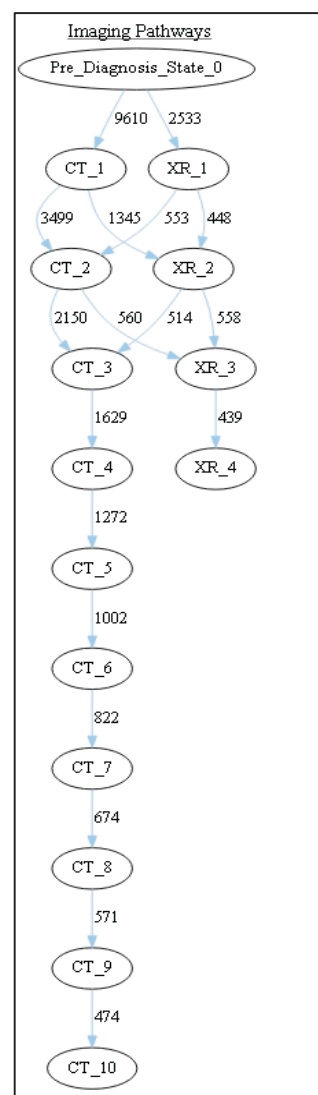 Imaging Pathways
Pre_Diagnosis_State_0
9610 2533
CT_1 XR_1
3499 1345 553 448
CT_2 XR_2
2150 560 514 558
CT_3 XR_3
1629 439
CT_4 XR_4
1272
CT_5
1002
CT_6
822
CT_7
674
CT_8
571
CT_9
474
CT_10